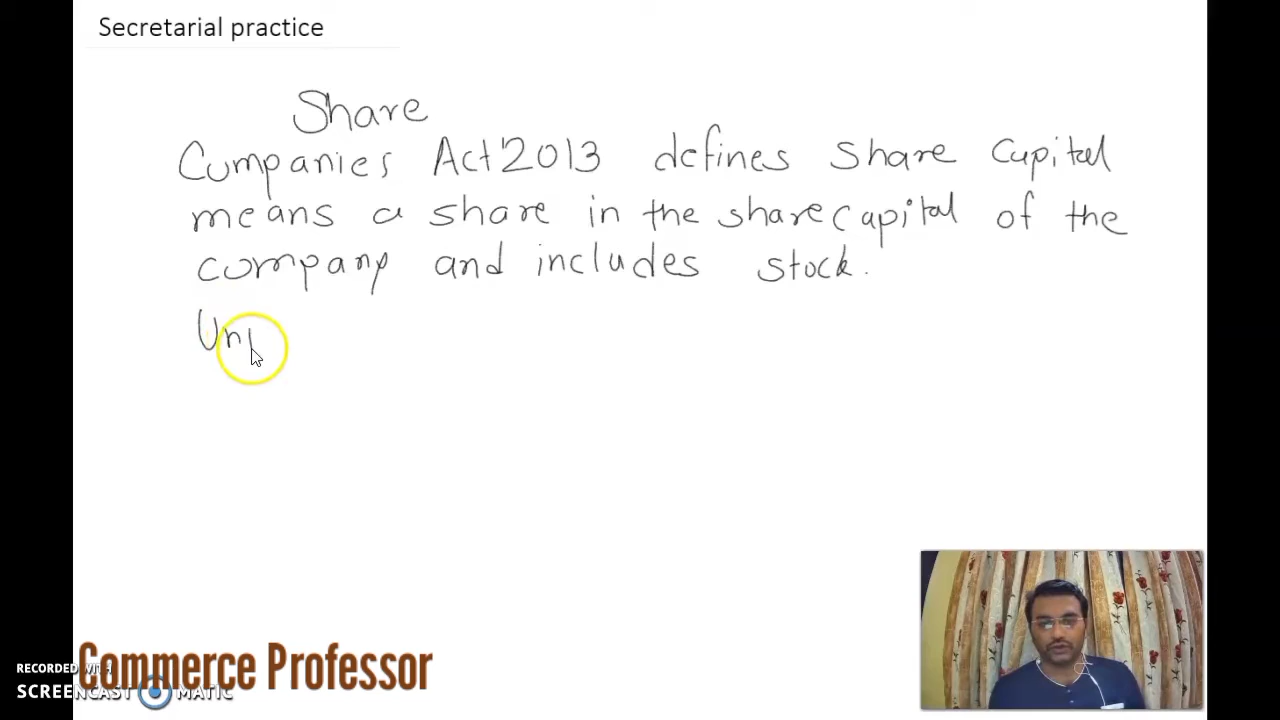 Secretarial practice
Share
Companies Act 2013 defines share capital
means a share in the share capital of the
company and includes stock.
Uni
Commerce Professor
RECORDED WITH
SCREENCAST MATIC